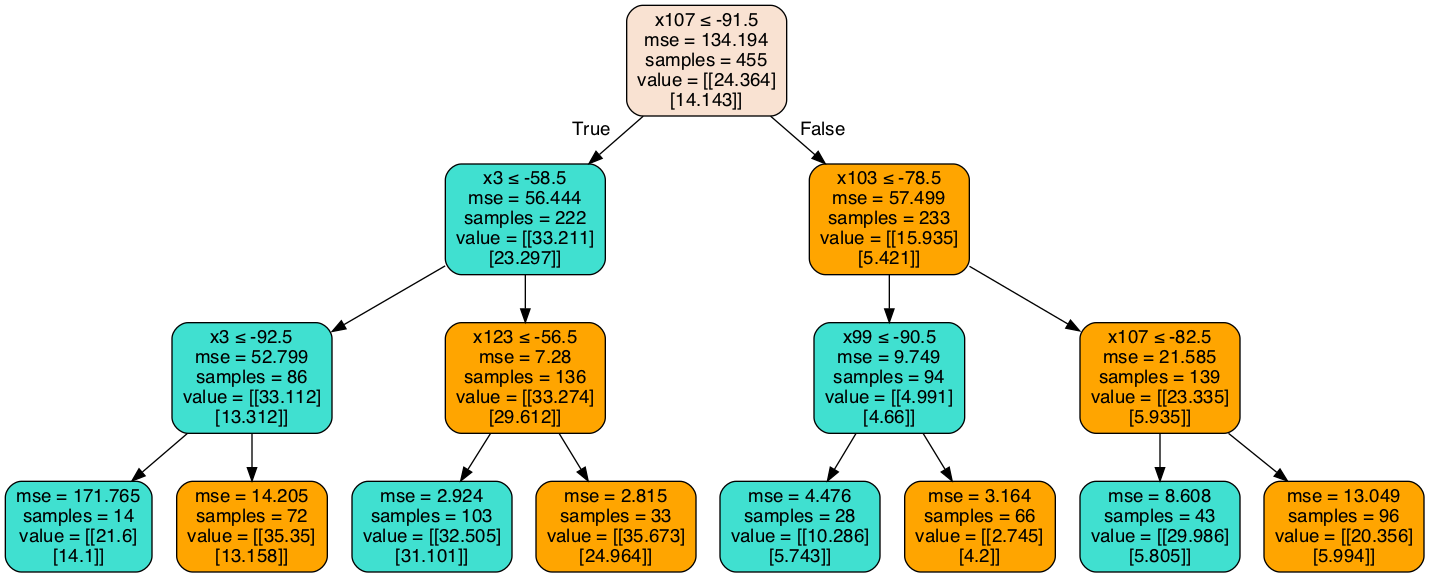 x107 ≤ -91.5
mse = 134.194
samples = 455
value = [[24.364]
[14.143]]
True
False
x3 ≤ -58.5
mse = 56.444
samples = 222
value = [[33.211]
[23.297]]
x103 ≤ -78.5
mse = 57.499
samples = 233
value = [[15.935]
[5.421]]
x3 ≤ -92.5
mse = 52.799
samples = 86
value = [[33.112]
[13.312]]
x123 ≤ -56.5
mse = 7.28
samples = 136
value = [[33.274]
[29.612]]
x99 ≤ -90.5
mse = 9.749
samples = 94
value = [[4.991]
[4.66]]
x107 ≤ -82.5
mse = 21.585
samples = 139
value = [[23.335]
[5.935]]
mse = 171.765
samples = 14
value = [[21.6]
[14.1]]
mse = 14.205
samples = 72
value = [[35.35]
[13.158]]
mse = 2.924
samples = 103
value = [[32.505]
[31.101]]
mse = 2.815
samples = 33
value = [[35.673]
[24.964]]
mse = 4.476
samples = 28
value = [[10.286]
[5.743]]
mse = 3.164
samples = 66
value = [[2.745]
[4.2]]
mse = 8.608
samples = 43
value = [[29.986]
[5.805]]
mse = 13.049
samples = 96
value = [[20.356]
[5.994]]